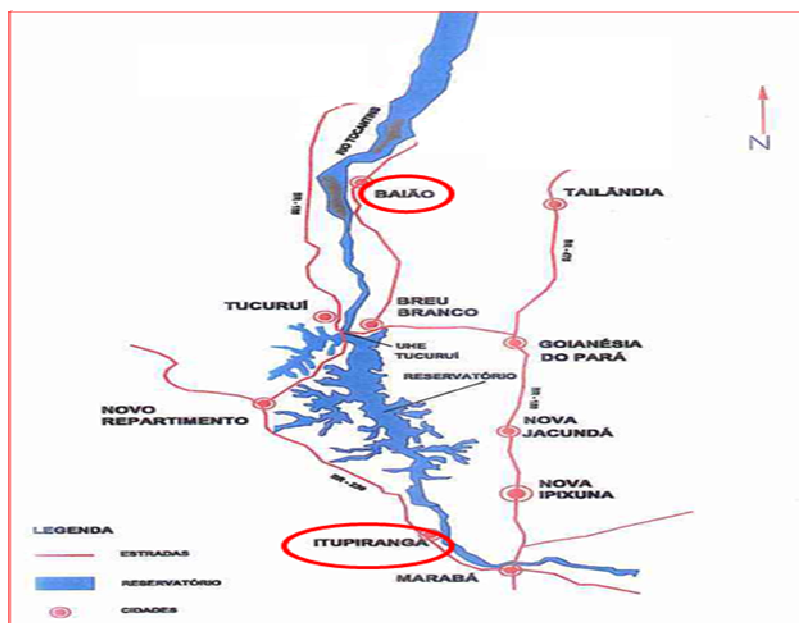 RIO TOCANTINS
N
BAIÃO
TAILÂNDIA
TUCURUÍ
BREU
BRANCO
UHE
TUCURUÍ
GOIANÉSIA
DO PARÁ
RESERVATÓRIO
NOVO
REPARTIMENTO
NOVA
JACUNDÁ
NOVA
IPIXUNA
ITUPIRANGA
MARABÁ
LEGENDA
ESTRADAS
RESERVATÓRIO
CIDADES